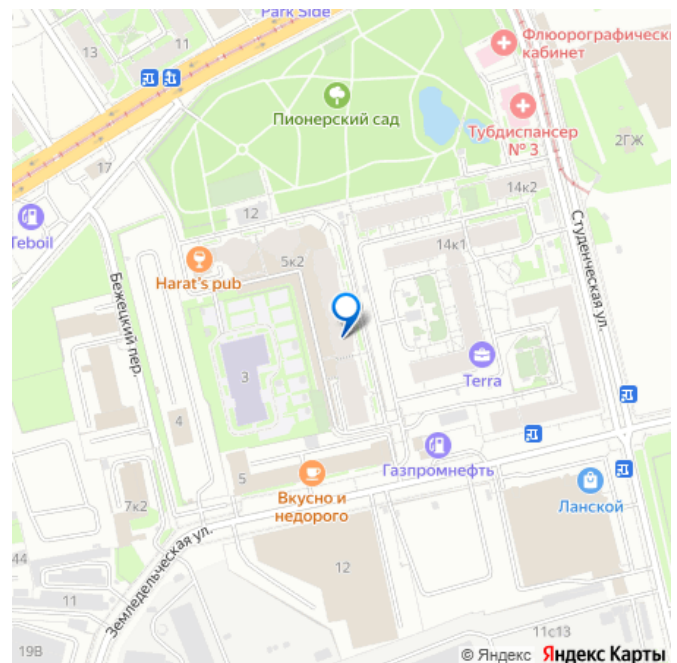 Park Side
13
11
Флюорографически
кабинет
Пионерский сад
Тубдиспансер
№ 3
2ГЖ
17
14к2
12
Teboil
14к1
Студенческая ул.
5к2
Harat's pub
Бежецкий пер.
3
Terra
4
5
Газпромнефть
Вкусно и
недорого
Ланской
7к2
44
Земледельческая ул.
12
11
11с13
19В
© Яндекс Яндекс Карты